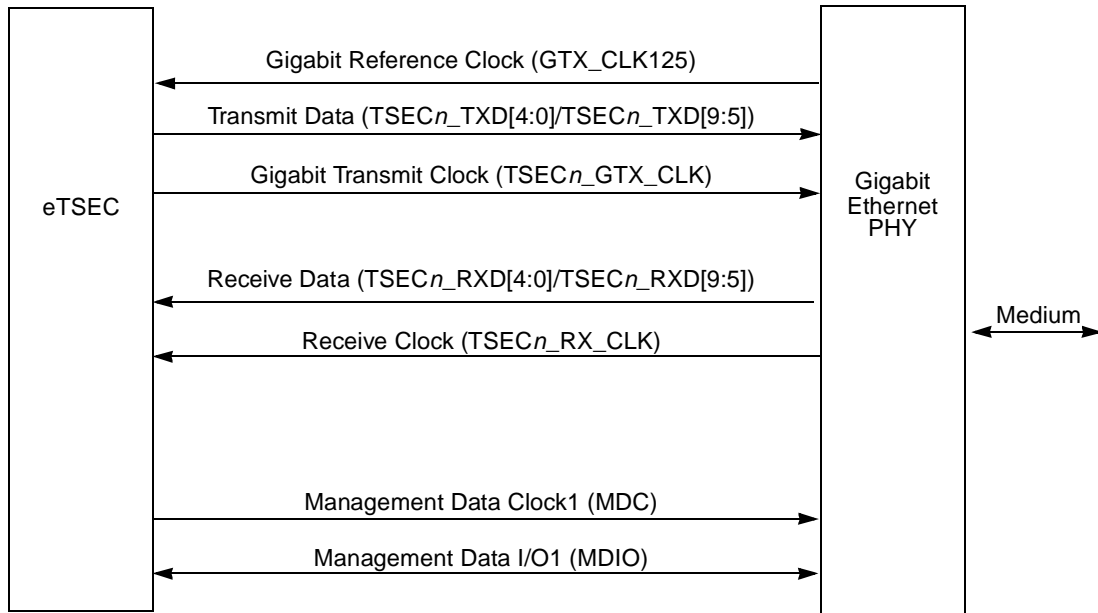 Gigabit Reference Clock (GTX_CLK125)
Transmit Data (TSECn_TXD[4:0]/TSECn_TXD[9:5])
Gigabit Transmit Clock (TSECn_GTX_CLK)
eTSEC
Gigabit
Ethernet
PHY
Receive Data (TSECn_RXD[4:0]/TSECn_RXD[9:5])
Medium
Receive Clock (TSECn_RX_CLK)
Management Data Clock1 (MDC)
Management Data I/O1 (MDIO)